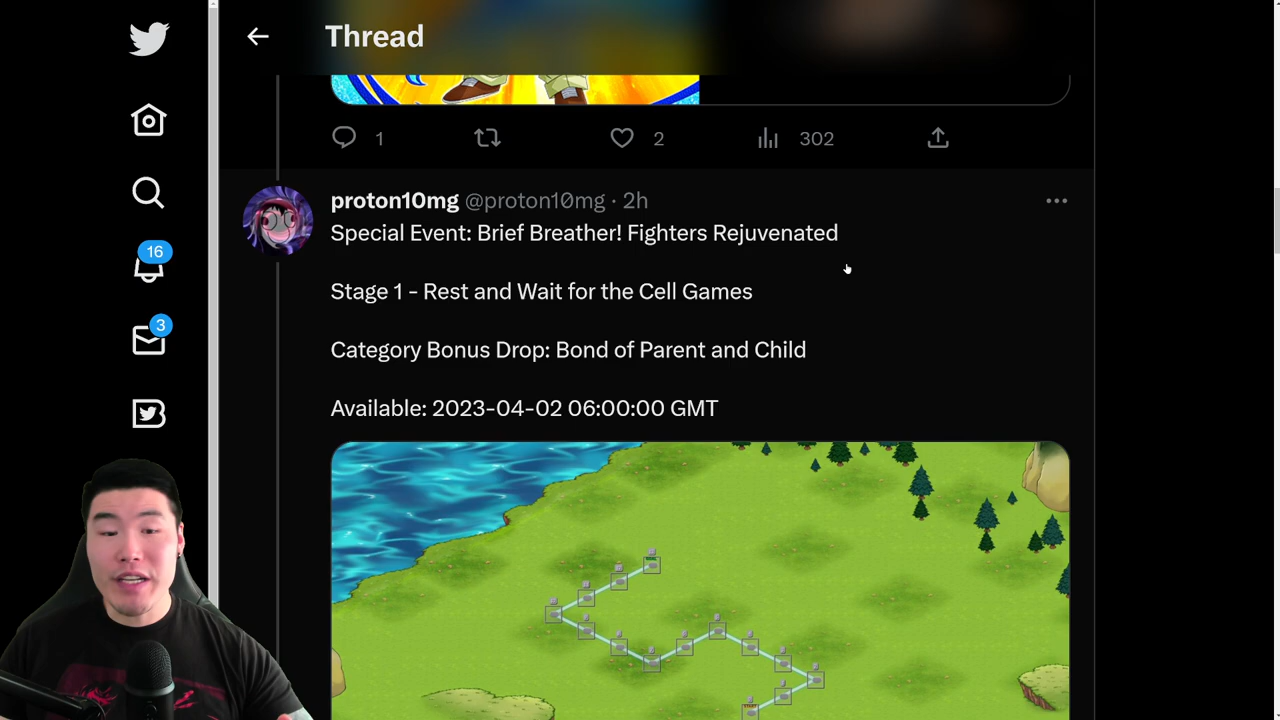 Thread
1
2
302
proton10mg @proton10mg · 2h
Special Event: Brief Breather! Fighters Rejuvenated
16
Stage 1 - Rest and Wait for the Cell Games
3
Category Bonus Drop: Bond of Parent and Child
Available: 2023-04-02 06:00:00 GMT